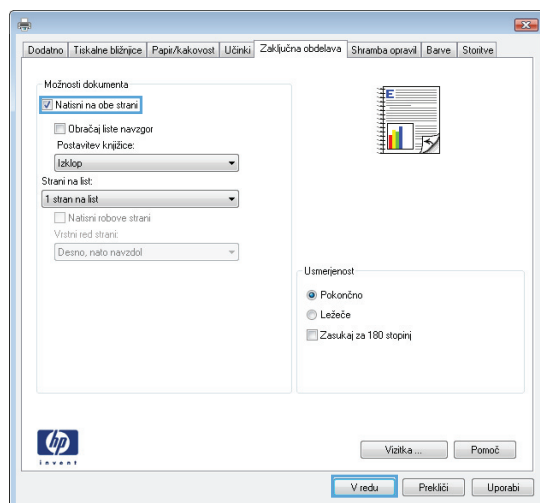 Dodatno Tiskalne bližnjice Papir/kakovost Učinki Zaključna obdelava Shramba opravil Barve Storitve
Možnosti dokumenta
Natisni na obe strani
Obračaj liste navzgor
Postavitev knjižice:
Izklop
Strani na list:
1 stran na list
Natisni robove strani
Vrstni red strani:
Desno, nato navzdol
E
Usmerjenost
Pokončno
Ležeče
Zasukaj za 180 stopinj
hp
invent
Vizitka ... Pomoč
V redu Prekliči Uporabi